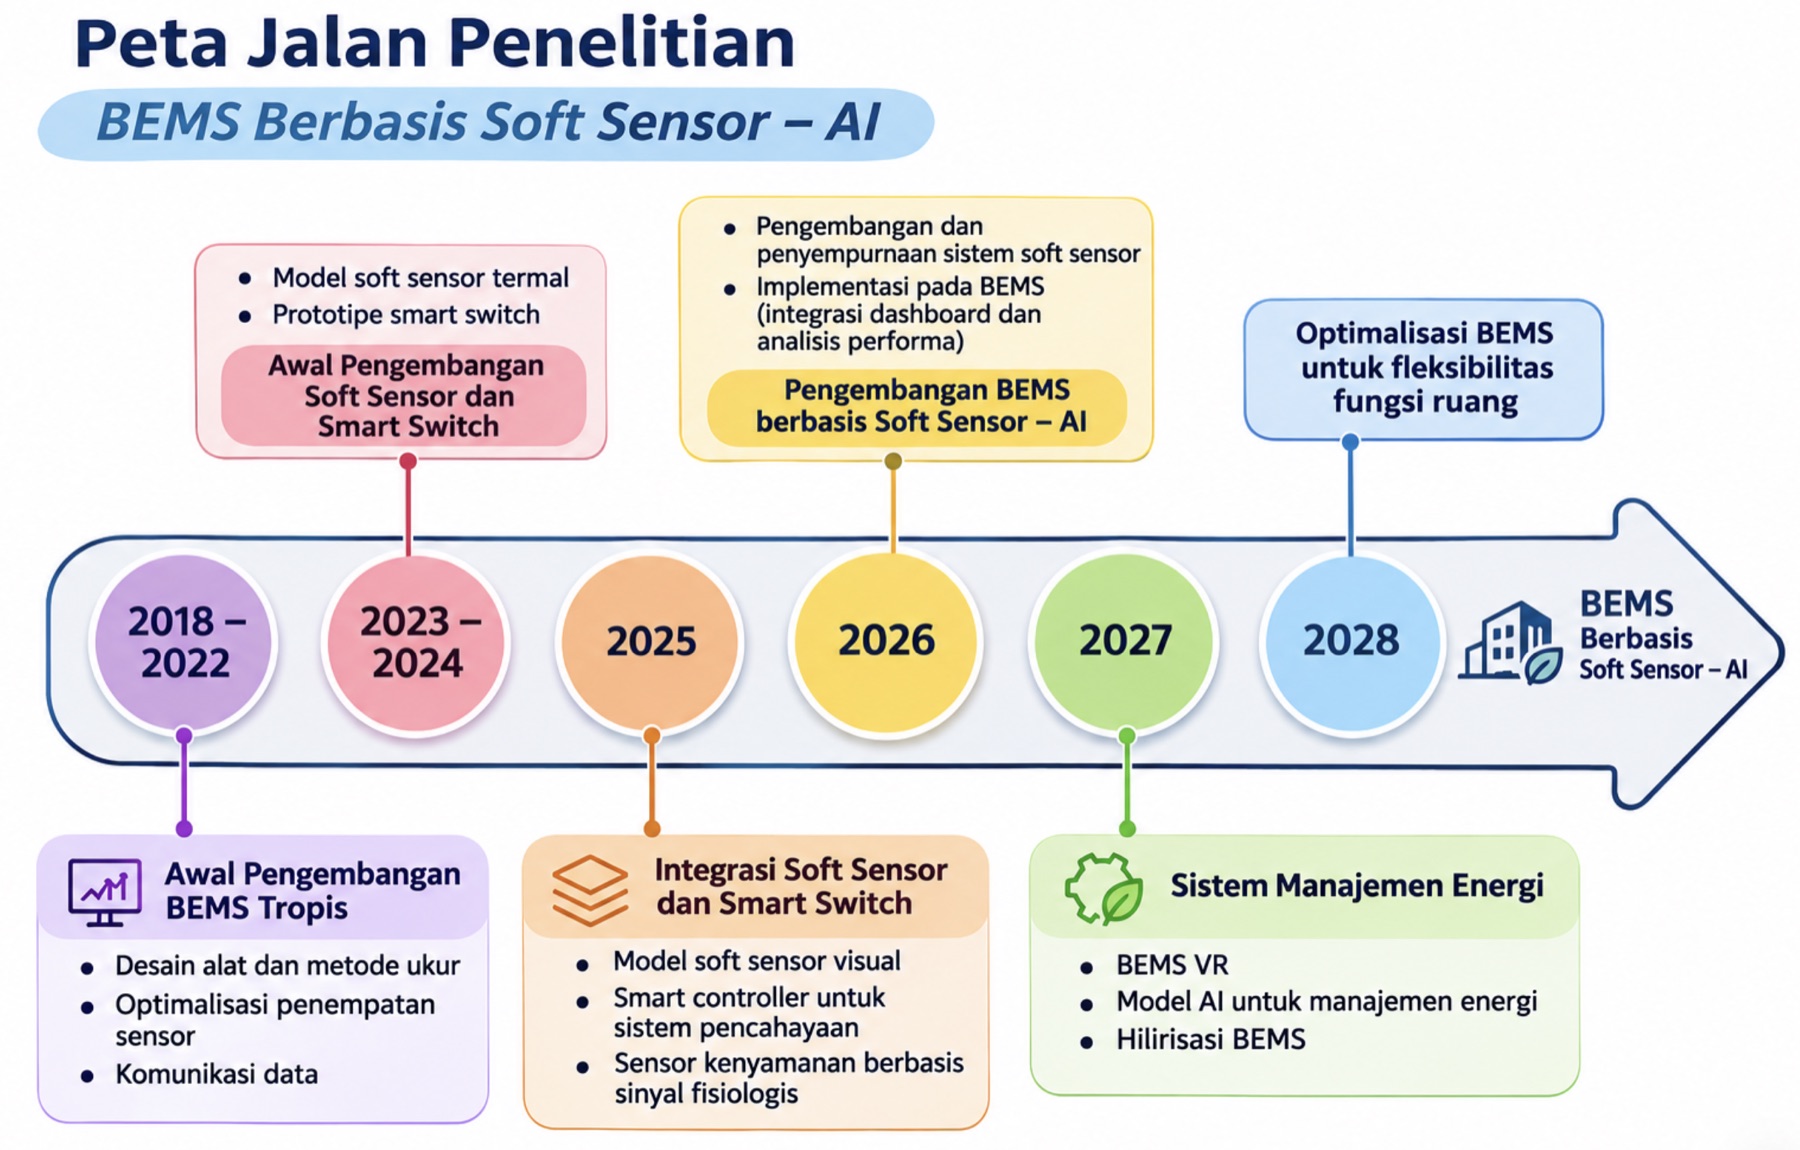 Peta Jalan Penelitian
BEMS Berbasis Soft Sensor – AI
• Model soft sensor termal
• Prototipe smart switch
Awal Pengembangan
Soft Sensor dan
Smart Switch
• Pengembangan dan
penyempurnaan sistem soft sensor
• Implementasi pada BEMS
(integrasi dashboard dan
analisis performa)
Pengembangan BEMS
berbasis Soft Sensor – AI
Optimalisasi BEMS
untuk fleksibilitas
fungsi ruang
2018 –
2022
2023 –
2024
2025
2026
2027
2028
BEMS
Berbasis
Soft Sensor – AI
Awal Pengembangan
BEMS Tropis
• Desain alat dan metode ukur
• Optimalisasi penempatan
sensor
• Komunikasi data
Integrasi Soft Sensor
dan Smart Switch
• Model soft sensor visual
• Smart controller untuk
sistem pencahayaan
• Sensor kenyamanan berbasis
sinyal fisiologis
Sistem Manajemen Energi
• BEMS VR
• Model AI untuk manajemen energi
• Hilirisasi BEMS